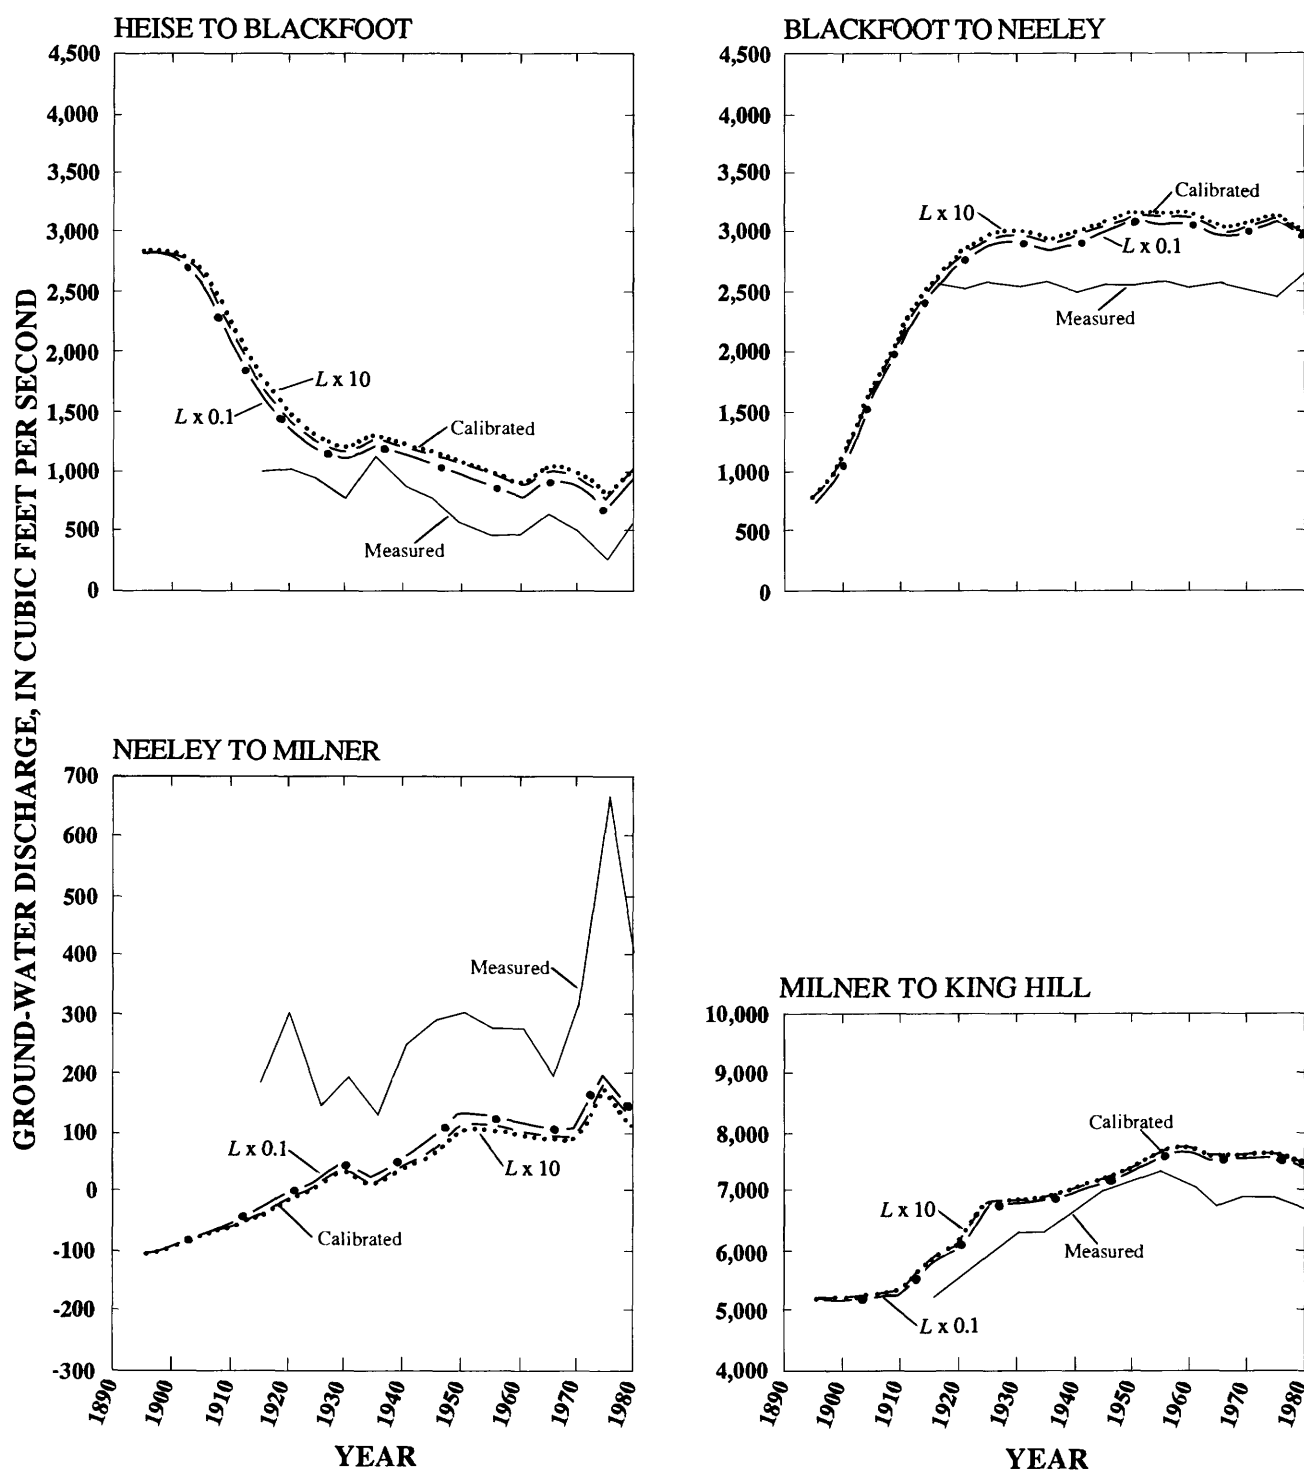 GROUND-WATER DISCHARGE, IN CUBIC FEET PER SECOND
HEISE TO BLACKFOOT
4,500
4,000
3,500
3,000
2,500
2,000
1,500
1,000
500
0
L x 10
L x 0.1
Calibrated
Measured
BLACKFOOT TO NEELEY
4,500
4,000
3,500
3,000
2,500
2,000
1,500
1,000
500
0
Calibrated
L x 10
L x 0.1
Measured
NEELEY TO MILNER
700
600
500
400
300
200
100
0
-100
-200
-300
Measured
L x 0.1
L x 10
Calibrated
1890 1900 1910 1920 1930 1940 1950 1960 1970 1980
YEAR
MILNER TO KING HILL
10,000
9,000
8,000
7,000
6,000
5,000
4,000
Calibrated
L x 10
Measured
L x 0.1
1890 1900 1910 1920 1930 1940 1950 1960 1970 1980
YEAR